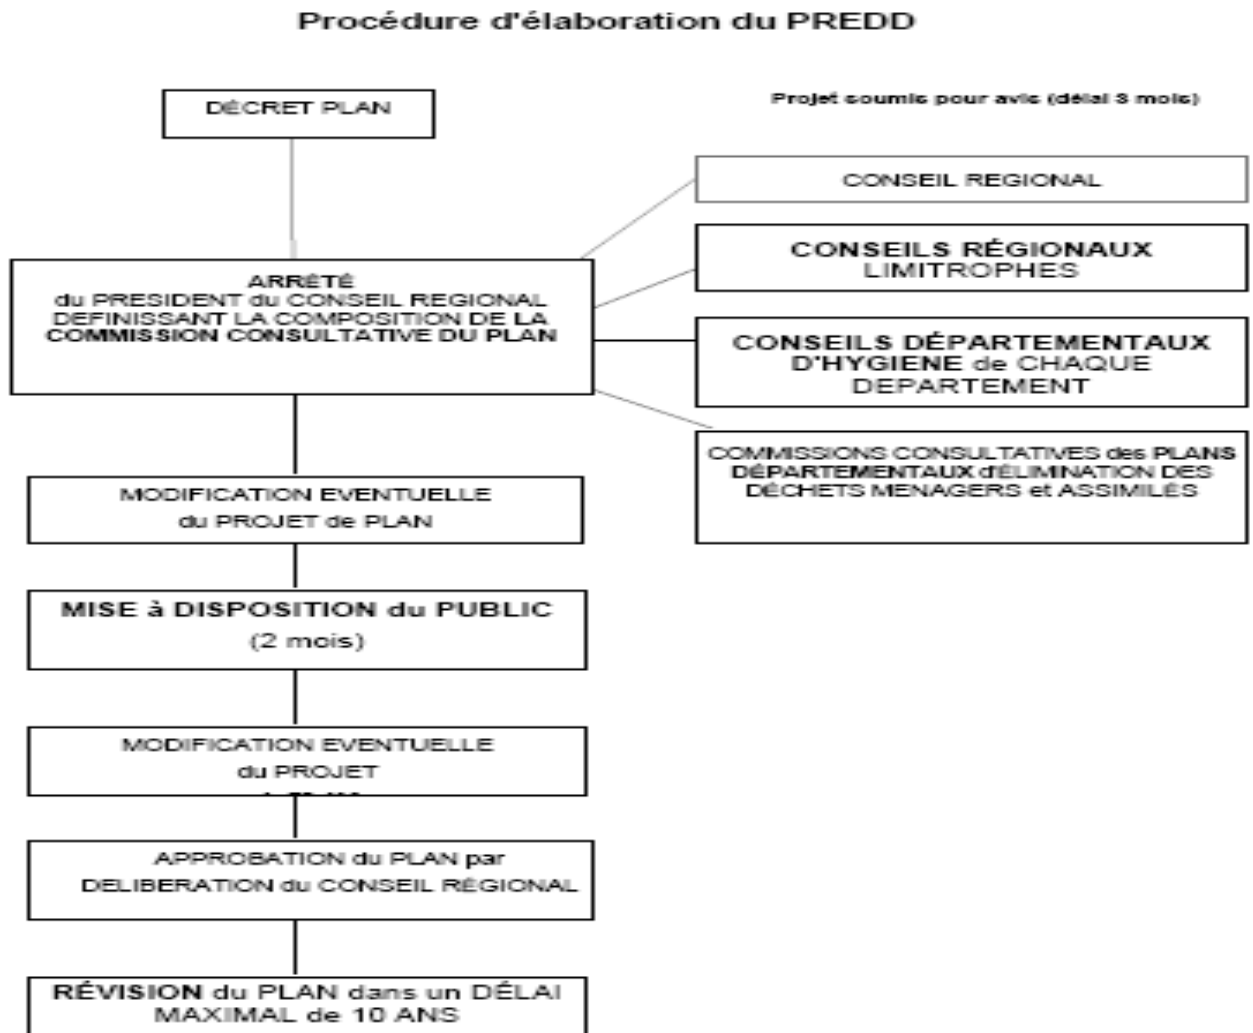 Procédure d'élaboration du PREDD
DÉCRET PLAN
Projet soumis pour avis (délai 3 mois)
CONSEIL REGIONAL
CONSEILS RÉGIONAUX
LIMITROPHES
ARRÊTÉ
du PRESIDENT du CONSEIL REGIONAL
DEFINISSANT LA COMPOSITION DE LA
COMMISSION CONSULTATIVE DU PLAN
CONSEILS DÉPARTEMENTAUX
D'HYGIENE de CHAQUE
DEPARTEMENT
COMMISSIONS CONSULTATIVES des PLANS
DÉPARTEMENTAUX d'ÉLIMINATION DES
DÉCHETS MENAGERS et ASSIMILÉS
MODIFICATION EVENTUELLE
du PROJET de PLAN
MISE à DISPOSITION du PUBLIC
(2 mois)
MODIFICATION EVENTUELLE
du PROJET
APPROBATION du PLAN par
DELIBERATION du CONSEIL RÉGIONAL
RÉVISION du PLAN dans un DÉLAI
MAXIMAL de 10 ANS